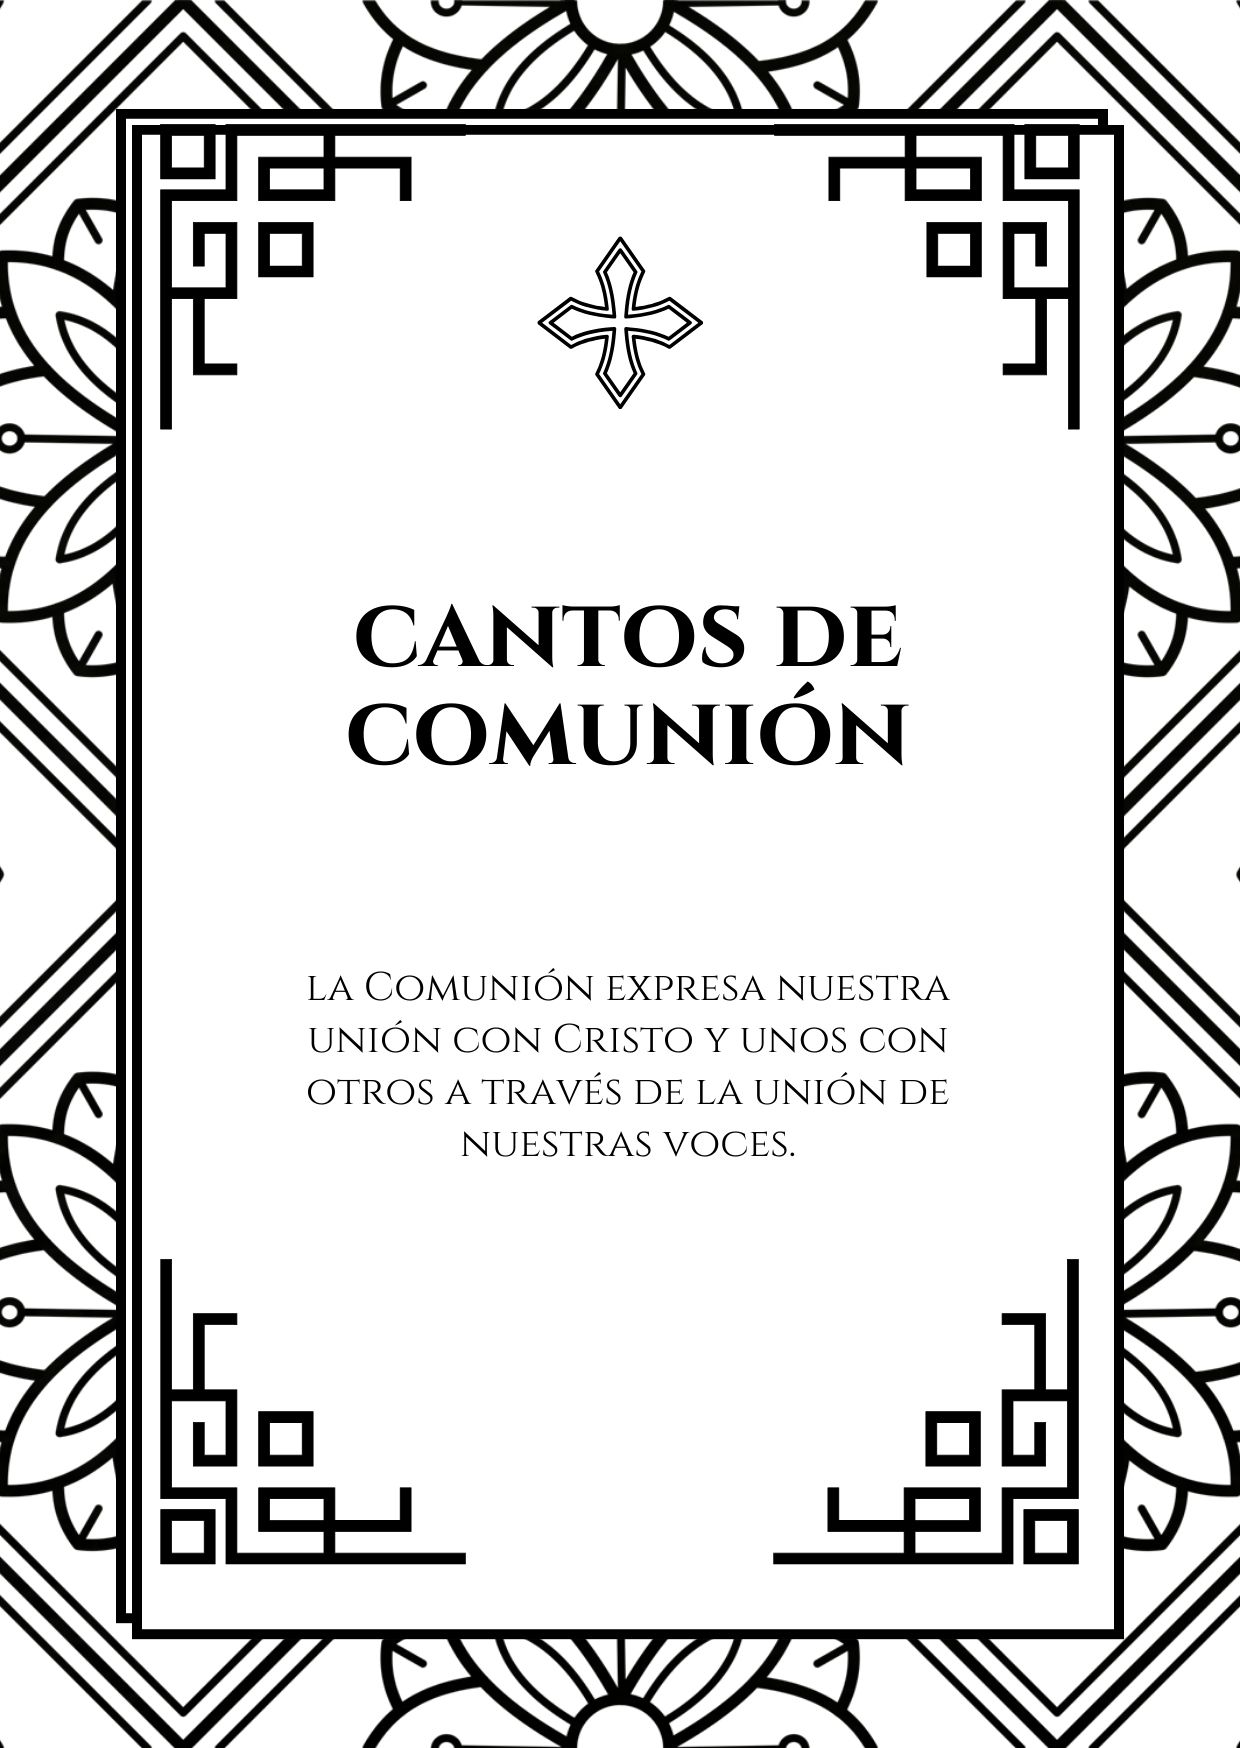 CANTOS DE
COMUNIÓN
LA COMUNIÓN EXPRESA NUESTRA
UNIÓN CON CRISTO Y UNOS CON
OTROS A TRAVÉS DE LA UNIÓN DE
NUESTRAS VOCES.